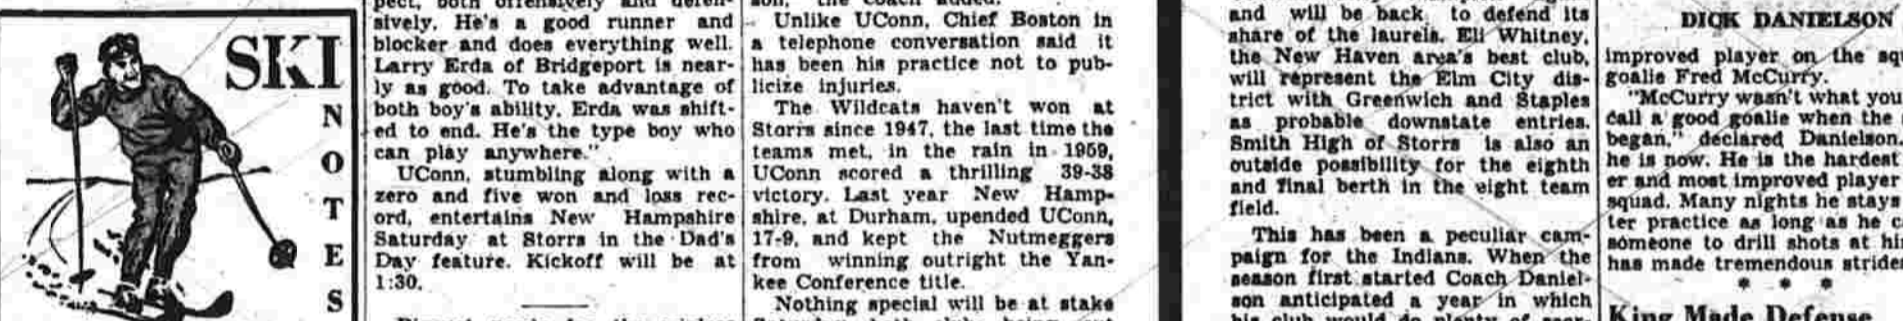 SKI
NOTES
sively. He's a good runner and
blocker and does everything well.
Larry Erda of Bridgeport is near-
ly as good. To take advantage of
both boy's ability, Erda was shift-
ed to end. He's the type boy who
can play anywhere."
UConn, stumbling along with a
zero and five won and loss rec-
ord, entertains New Hampshire
Saturday at Storrs in the Dad's
Day feature. Kickoff will be at
1:30.
son, the coach added.
Unlike UConn, Chief Boston in
a telephone conversation said it
has been his practice not to pub-
licize injuries.
The Wildcats haven't won at
Storrs since 1947, the last time the
teams met, in the rain in 1959,
UConn scored a thrilling 39-38
victory. Last year New Hamp-
shire, at Durham, upended UConn,
17-9, and kept the Nutmeggers
from winning outright the Yan-
kee Conference title.
Nothing special will be at stake
and will be back to defend its
share of the laurels. Eli Whitney,
the New Haven area's best club,
will represent the Elm City dis-
trict with Greenwich and Staples
as probable downstate entries.
Smith High of Storrs is also an
outside possibility for the eighth
and final berth in the eight team
field.
This has been a peculiar cam-
paign for the Indians. When the
season first started Coach Daniel-
son anticipated a year in which
DICK DANIELSON
improved player on the
goalie Fred McCurry.
"McCurry wasn't what you
call a good goalie when the
began," declared Danielson.
he is now. He is the hardest
er and most improved player
squad. Many nights he stays
ter practice as long as he
someone to drill shots at
has made tremendous
* * *
King Made Defense